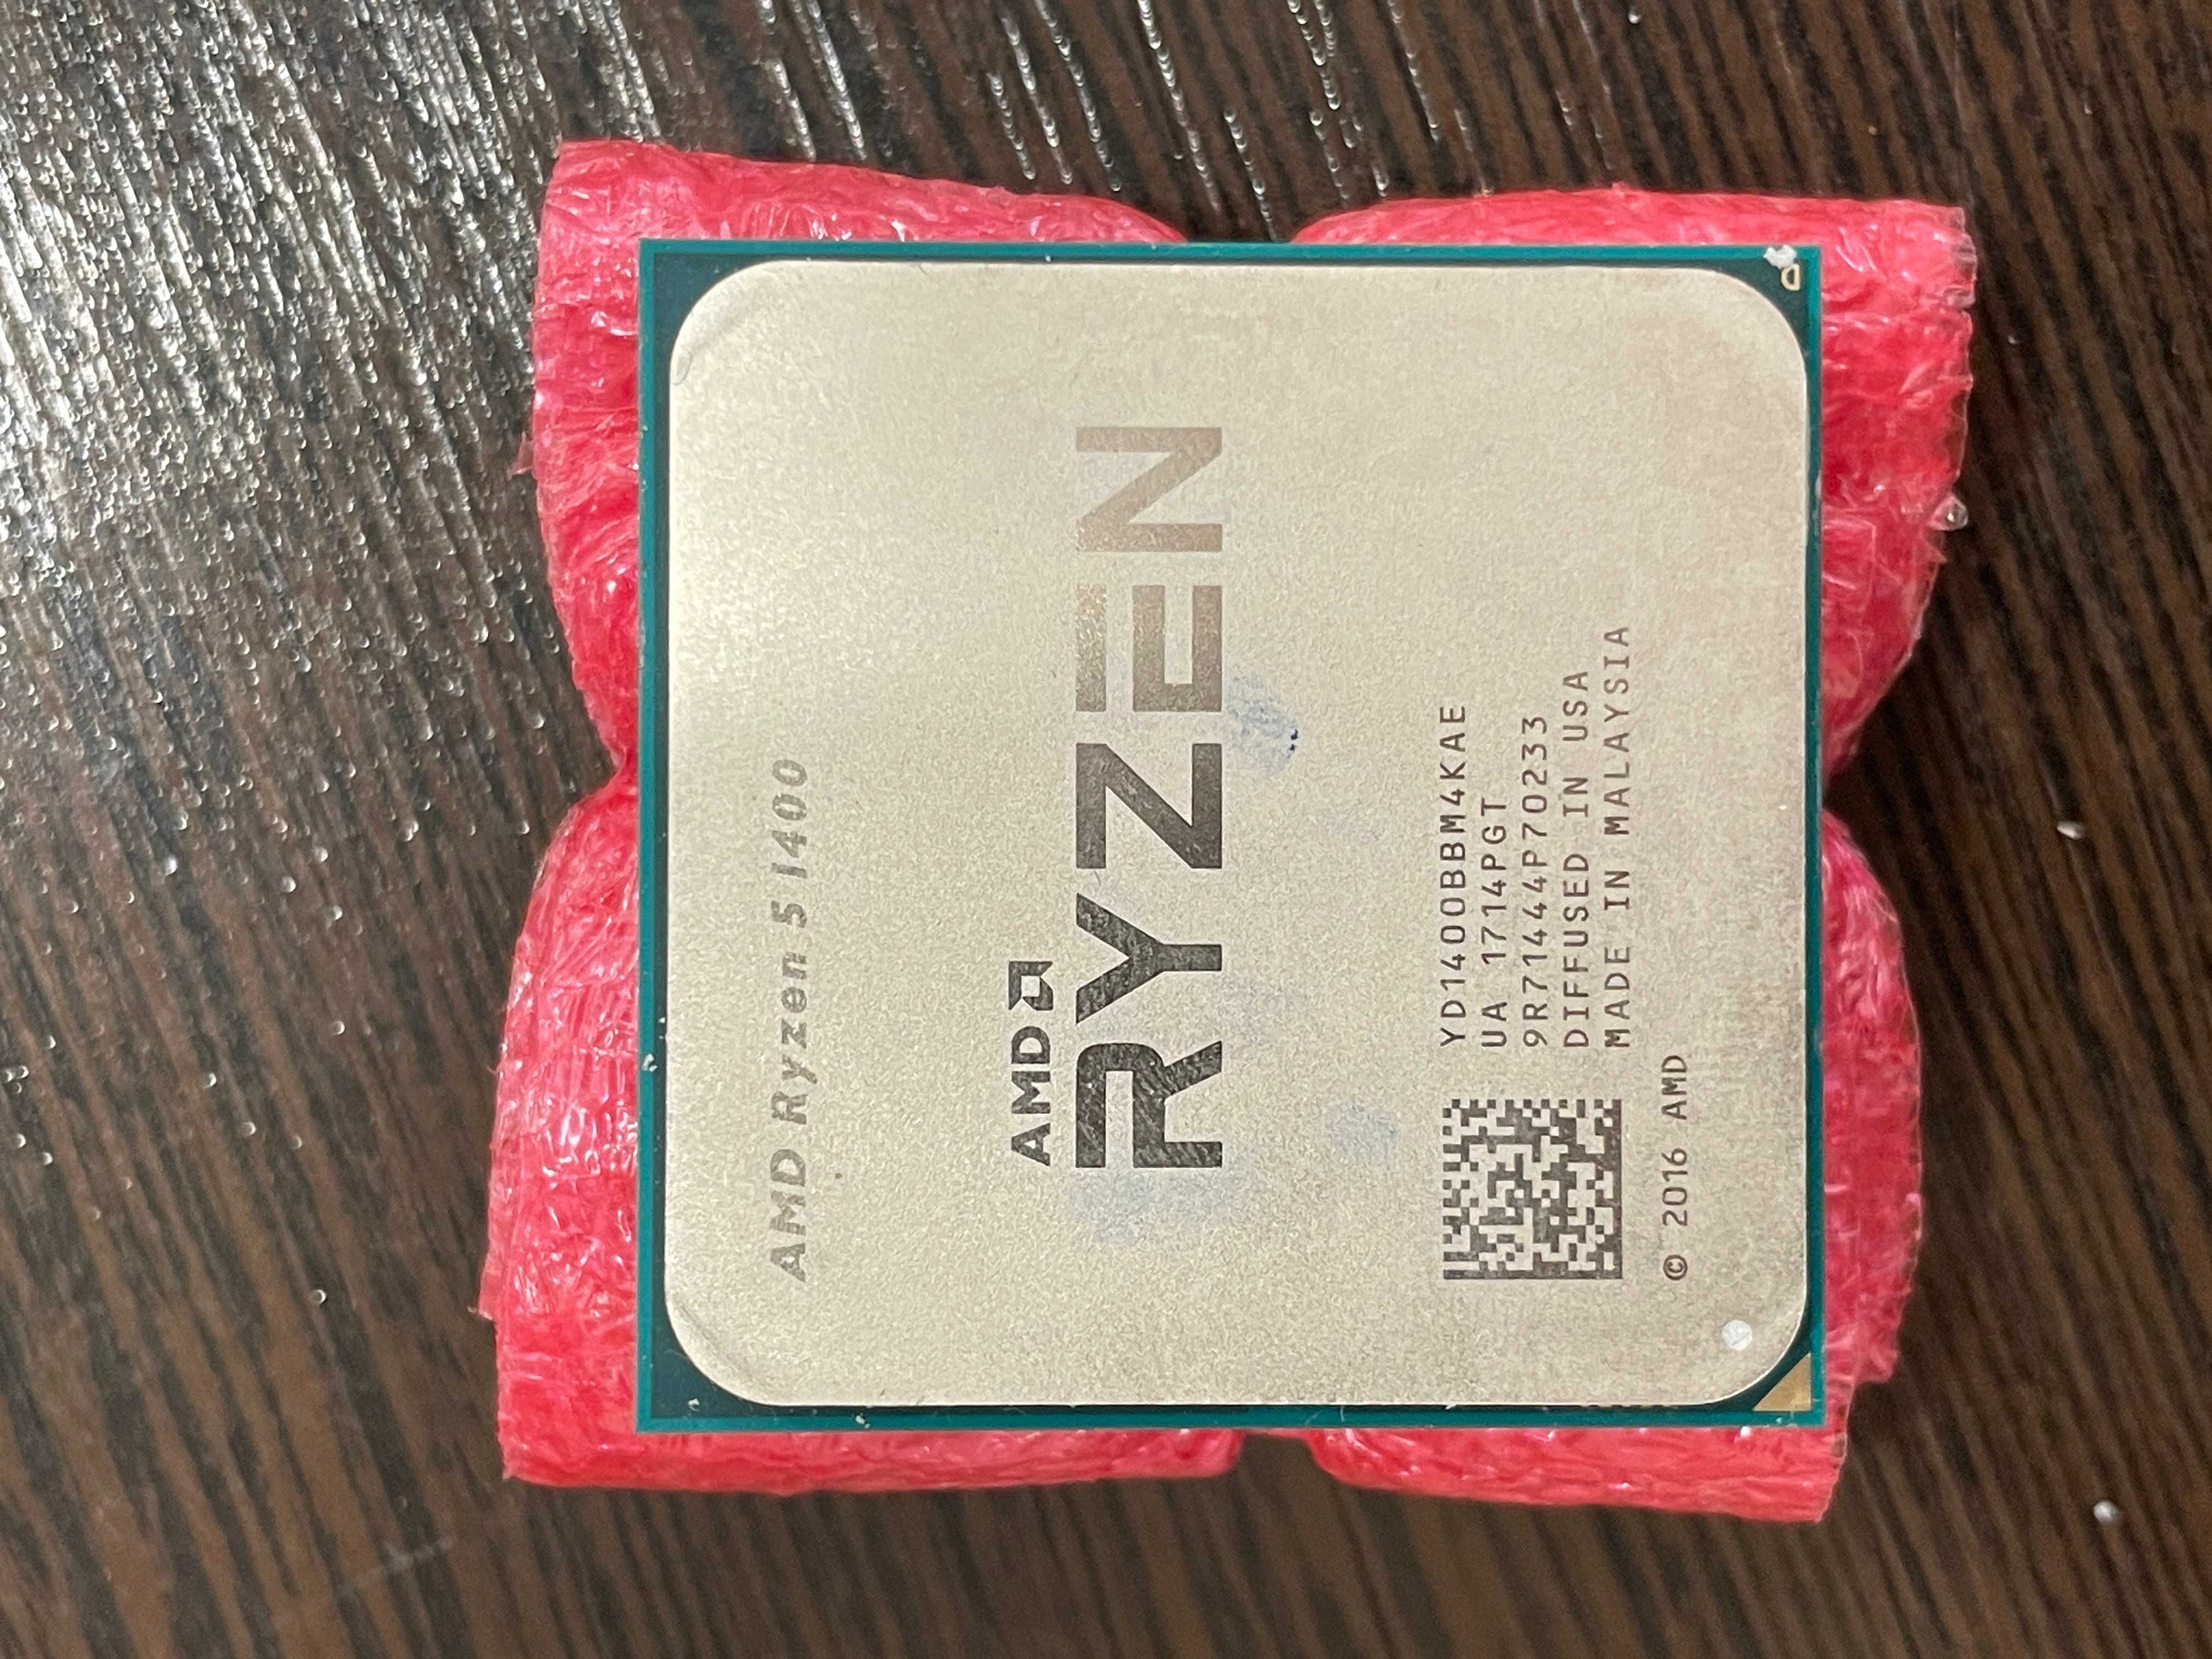 AMD Ryzen 5 1400
AMD
RYZEN
YD1400BBM4KAE
UA 1714PGT
9R71444P70233
DIFFUSED IN USA
MADE IN MALAYSIA
© 2016 AMD